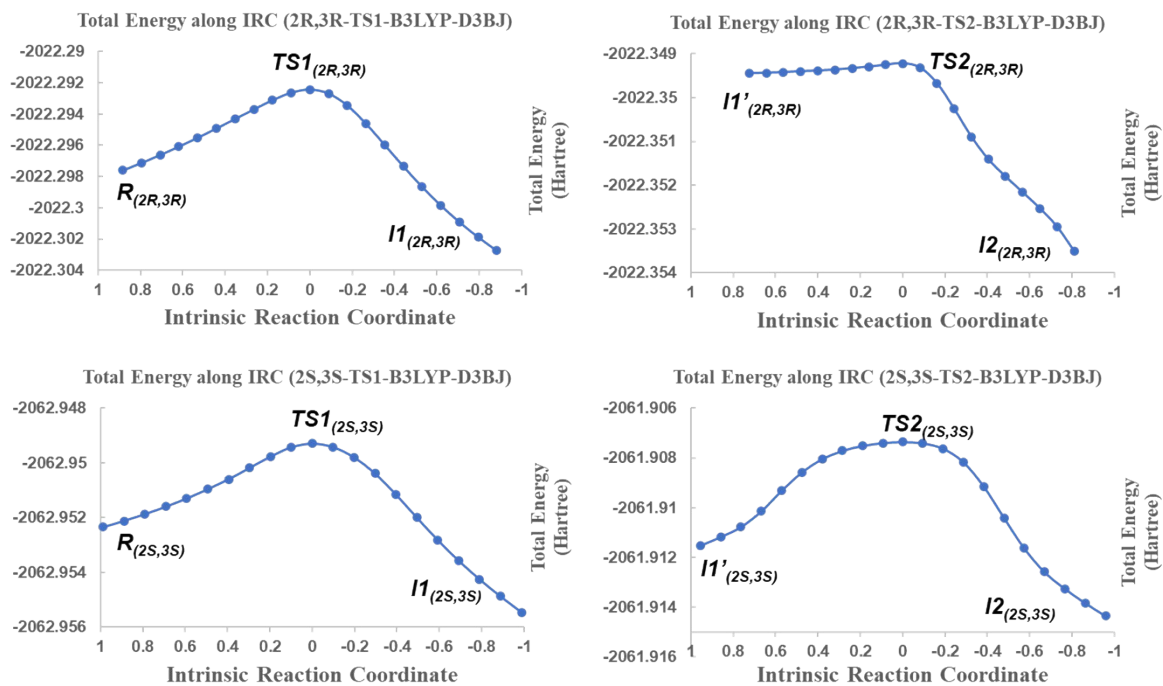 Total Energy along IRC (2R,3R-TS1-B3LYP-D3BJ)
-2022.29
-2022.292
-2022.294
-2022.296
-2022.298
-2022.3
-2022.302
-2022.304
TS1(2R,3R)
R(2R,3R)
I1(2R,3R)
1 0.8 0.6 0.4 0.2 0 -0.2 -0.4 -0.6 -0.8 -1
Intrinsic Reaction Coordinate
Total Energy
(Hartree)
Total Energy along IRC (2R,3R-TS2-B3LYP-D3BJ)
-2022.349
-2022.35
-2022.351
-2022.352
-2022.353
-2022.354
TS2(2R,3R)
I1’(2R,3R)
I2(2R,3R)
1 0.8 0.6 0.4 0.2 0 -0.2 -0.4 -0.6 -0.8 -1
Intrinsic Reaction Coordinate
Total Energy
(Hartree)
Total Energy along IRC (2S,3S-TS1-B3LYP-D3BJ)
-2062.948
-2062.95
-2062.952
-2062.954
-2062.956
TS1(2S,3S)
R(2S,3S)
I1(2S,3S)
1 0.8 0.6 0.4 0.2 0 -0.2 -0.4 -0.6 -0.8 -1
Intrinsic Reaction Coordinate
Total Energy
(Hartree)
Total Energy along IRC (2S,3S-TS2-B3LYP-D3BJ)
-2061.906
-2061.908
-2061.91
-2061.912
-2061.914
-2061.916
TS2(2S,3S)
I1’(2S,3S)
I2(2S,3S)
1 0.8 0.6 0.4 0.2 0 -0.2 -0.4 -0.6 -0.8 -1
Intrinsic Reaction Coordinate
Total Energy
(Hartree)